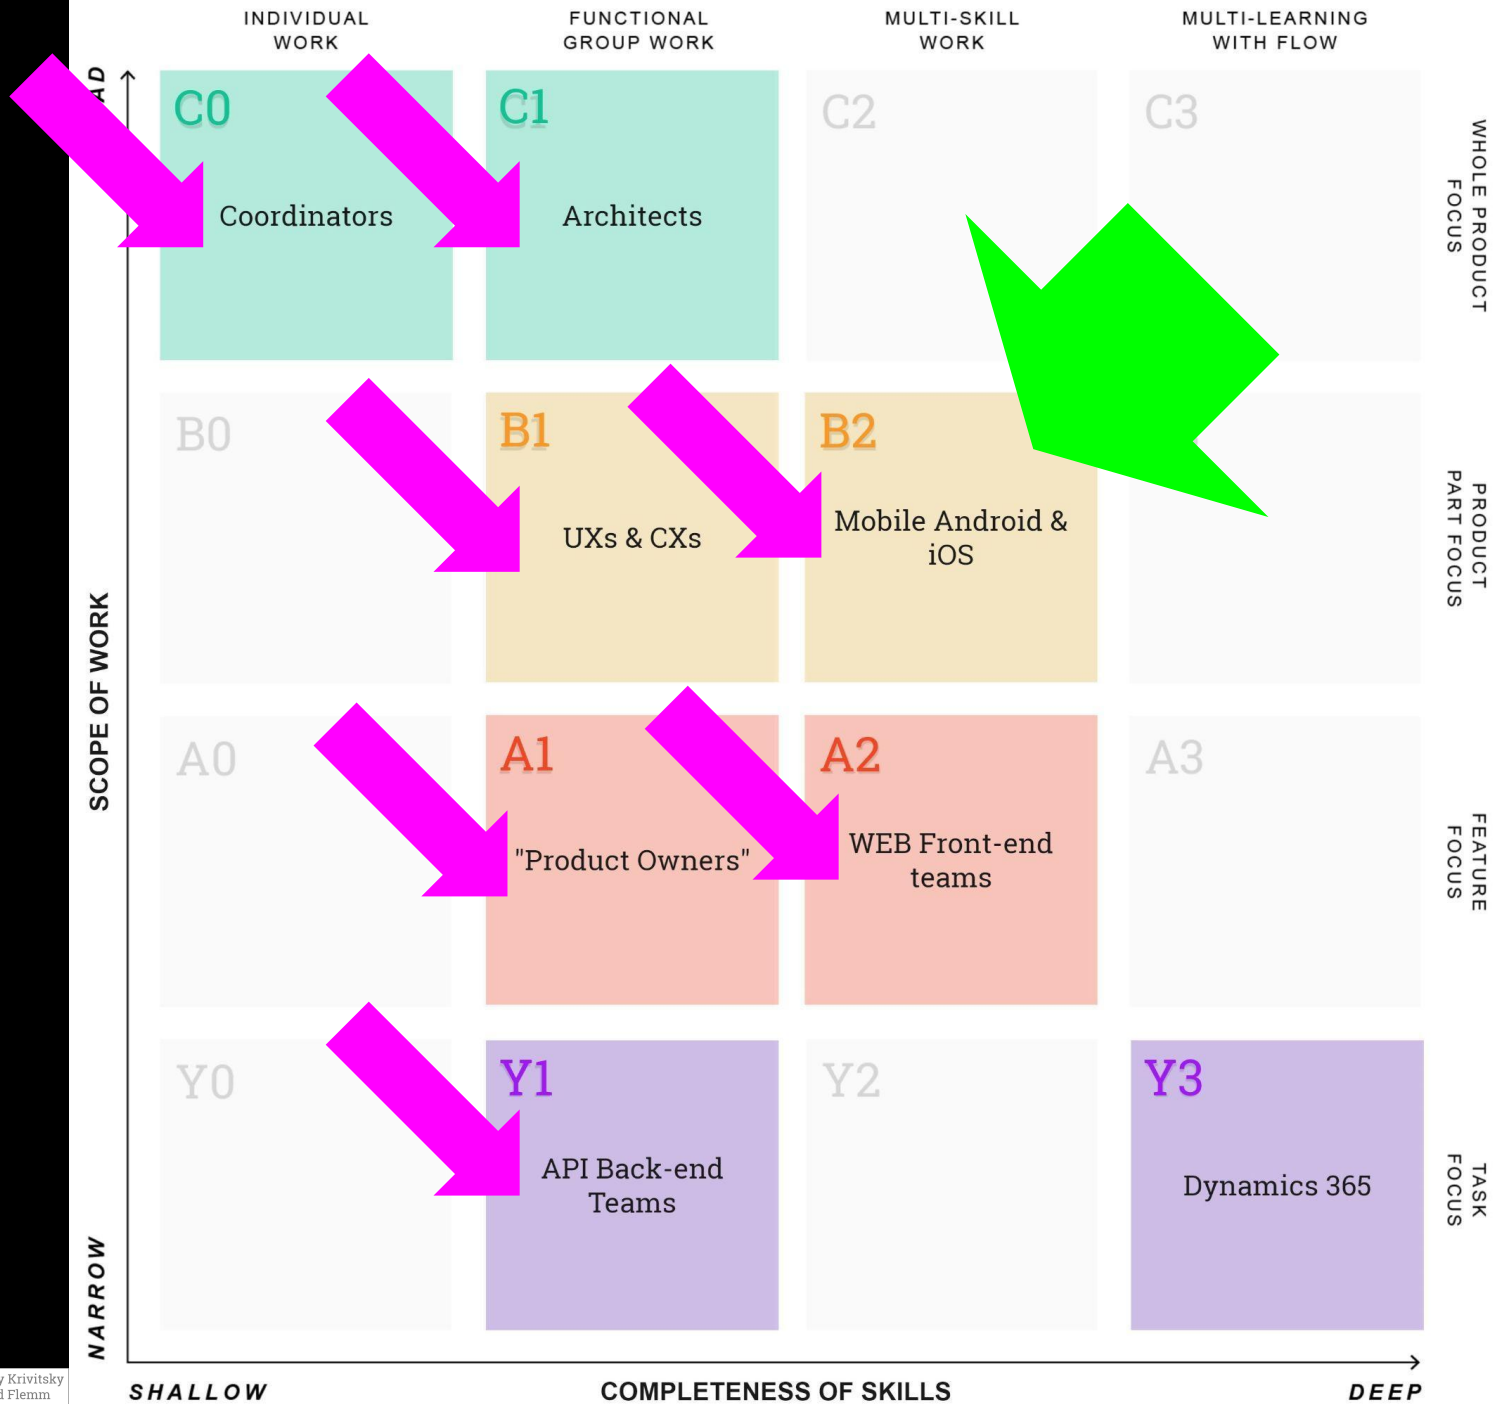 INDIVIDUAL
WORK
FUNCTIONAL
GROUP WORK
MULTI-SKILL
WORK
MULTI-LEARNING
WITH FLOW
C0
Coordinators
C1
Architects
C2
C3
WHOLE PRODUCT
FOCUS
B0
B1
UXs & CXs
B2
Mobile Android &
iOS
PRODUCT
PART FOCUS
SCOPE OF WORK
A0
A1
"Product Owners"
A2
WEB Front-end
teams
A3
FEATURE
FOCUS
Y0
Y1
API Back-end
Teams
Y2
Y3
Dynamics 365
TASK
FOCUS
NARROW
Krivitsky
Flemm
SHALLOW
COMPLETENESS OF SKILLS
DEEP